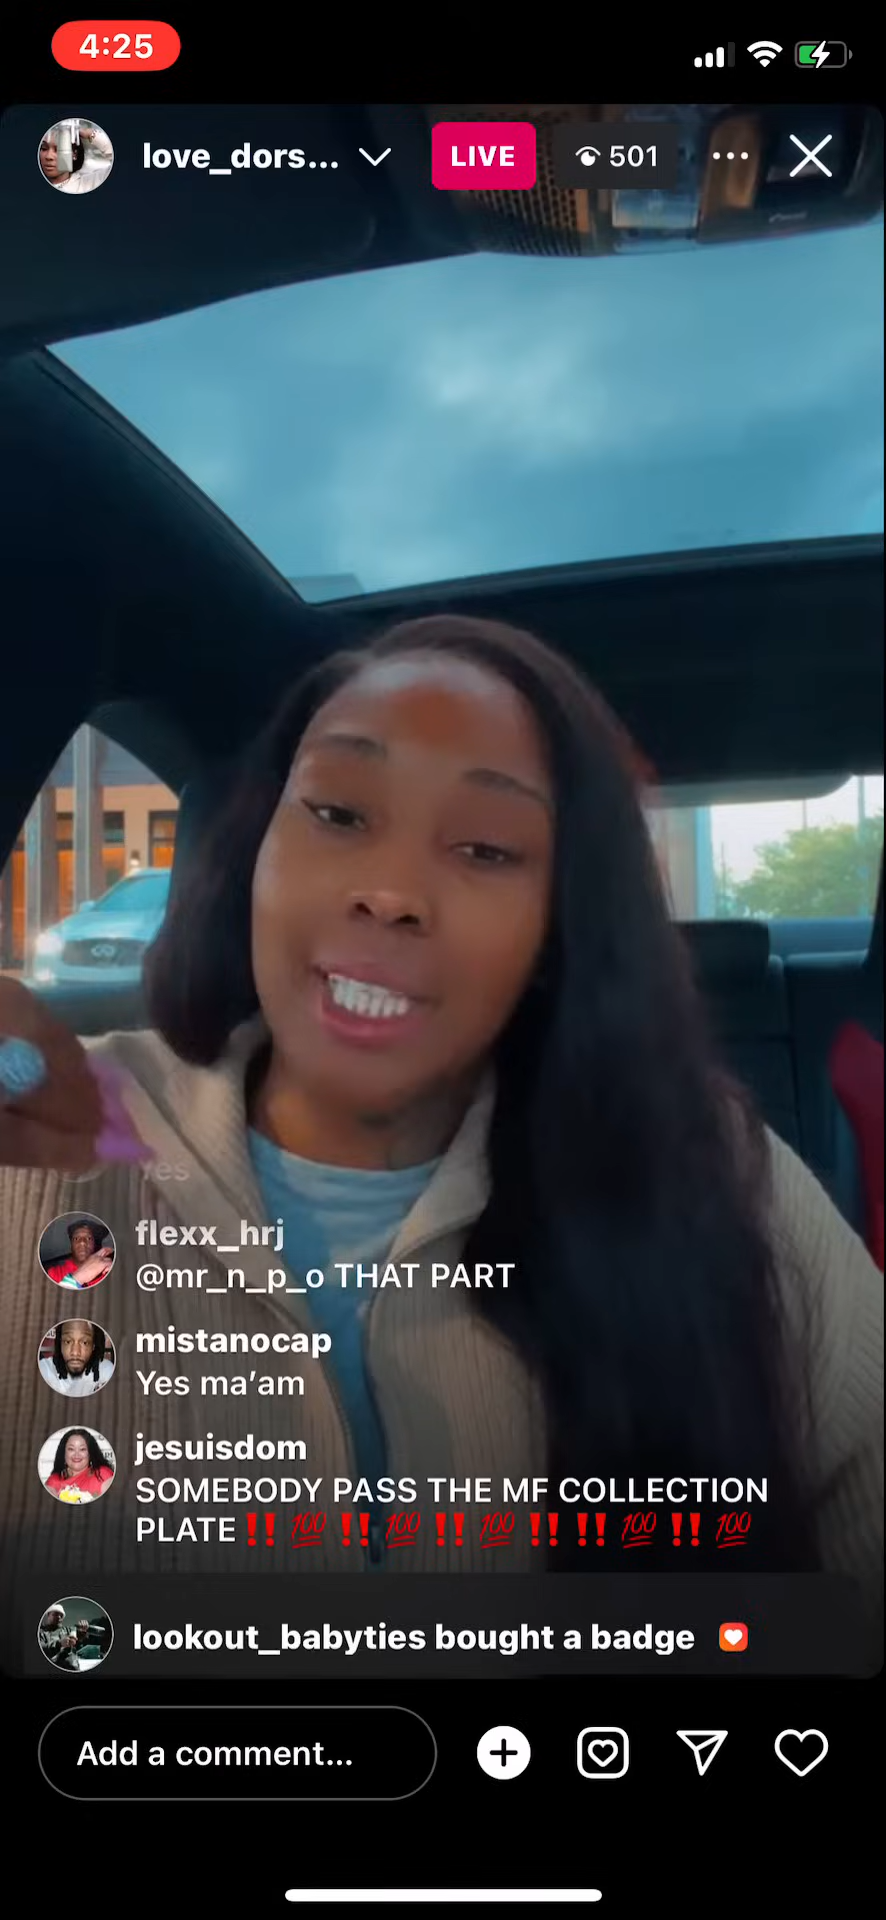 4:25
love_dors...
LIVE
501
Yes
flexx_hrj
@mr_n_p_o THAT PART
mistanocap
Yes ma’am
jesuisdom
SOMEBODY PASS THE MF COLLECTION
PLATE‼️💯‼️💯‼️💯‼️‼️💯‼️💯
lookout_babyties bought a badge
Add a comment...